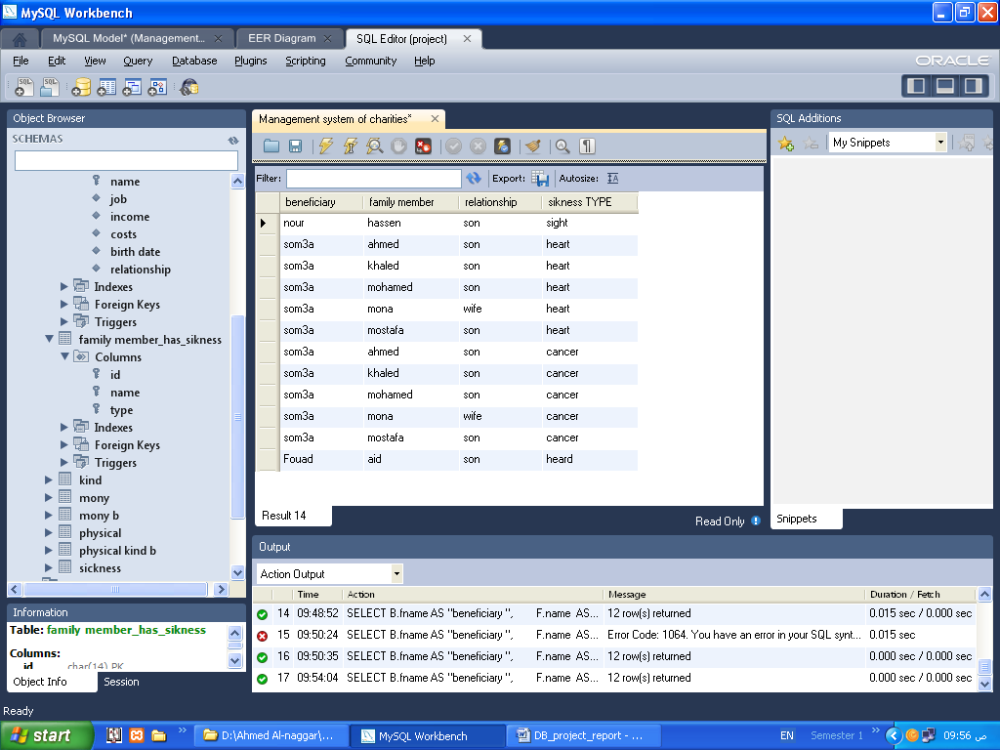 MySQL Workbench
MySQL Model* (Management... EER Diagram SQL Editor (project)
File Edit View Query Database Plugins Scripting Community Help
ORACLE
SQL SQL
Object Browser
SCHEMAS
name
job
income
costs
birth date
relationship
Indexes
Foreign Keys
Triggers
family member_has_sikness
Columns
id
name
type
Indexes
Foreign Keys
Triggers
kind
mony
mony b
physical
physical kind b
sickness
Information
Table: family member_has_sikness
Columns:
id char(14) PK
Object Info Session
Management system of charities*
Filter: Export: Autosize:
beneficiary family member relationship sikness TYPE
nour hassen son sight
som3a ahmed son heart
som3a khaled son heart
som3a mohamed son heart
som3a mona wife heart
som3a mostafa son heart
som3a ahmed son cancer
som3a khaled son cancer
som3a mohamed son cancer
som3a mona wife cancer
som3a mostafa son cancer
Fouad aid son heard
Result 14
Read Only
SQL Additions
My Snippets
Snippets
Output
Action Output
Time Action Message Duration / Fetch
14 09:48:52 SELECT B.fname AS "beneficiary ", F.name AS... 12 row(s) returned 0.015 sec / 0.000 sec
15 09:50:24 SELECT B.fname AS "beneficiary ", F.name AS... Error Code: 1064. You have an error in your SQL synt... 0.015 sec
16 09:50:35 SELECT B.fname AS "beneficiary ", F.name AS... 12 row(s) returned 0.000 sec / 0.000 sec
17 09:54:04 SELECT B.fname AS "beneficiary ", F.name AS... 12 row(s) returned 0.000 sec / 0.000 sec
Ready
start D:\Ahmed Al-naggar\... MySQL Workbench DB_project_report - ... EN Semester 1 09:56 ص